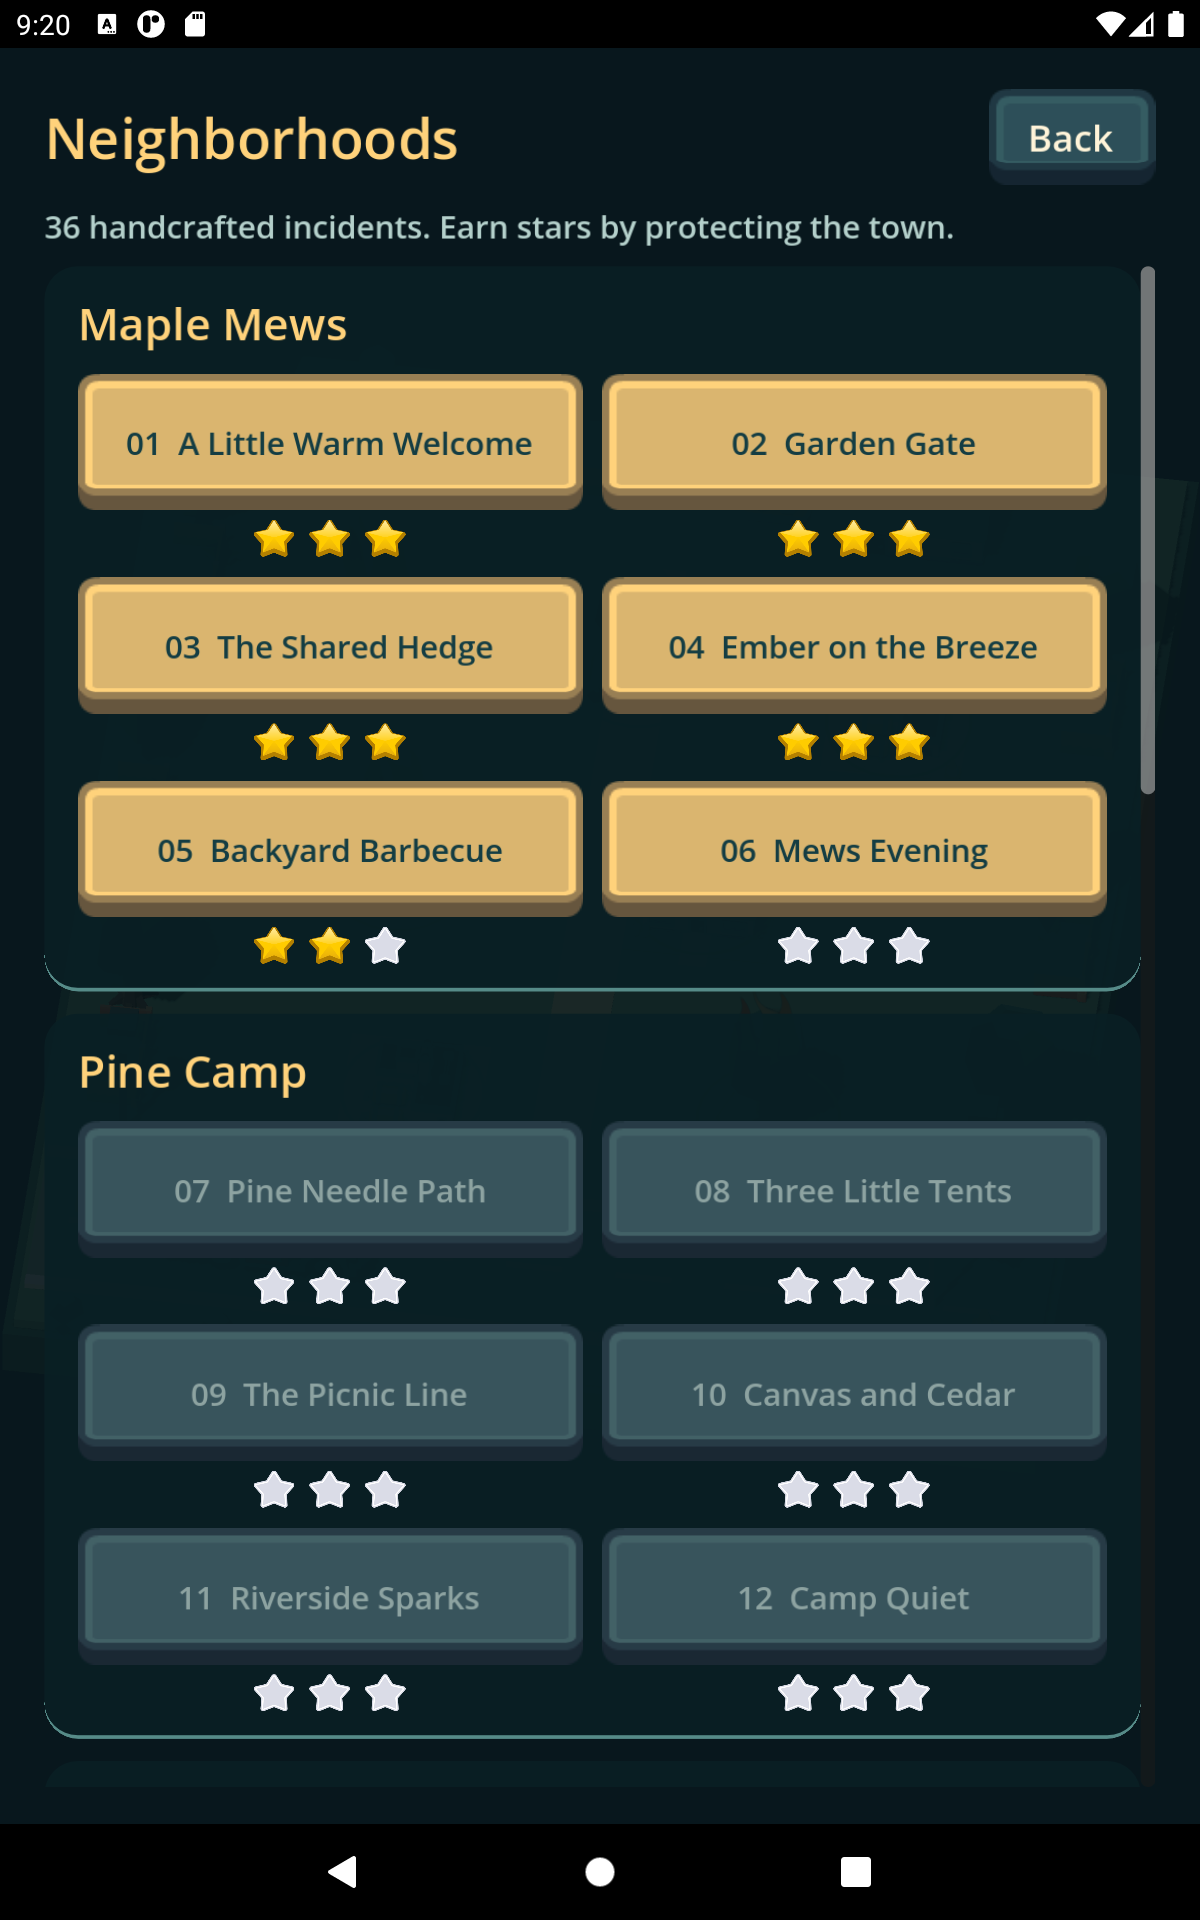 9:20
Neighborhoods
Back
36 handcrafted incidents. Earn stars by protecting the town.
Maple Mews
01 A Little Warm Welcome
02 Garden Gate
03 The Shared Hedge
04 Ember on the Breeze
05 Backyard Barbecue
06 Mews Evening
Pine Camp
07 Pine Needle Path
08 Three Little Tents
09 The Picnic Line
10 Canvas and Cedar
11 Riverside Sparks
12 Camp Quiet